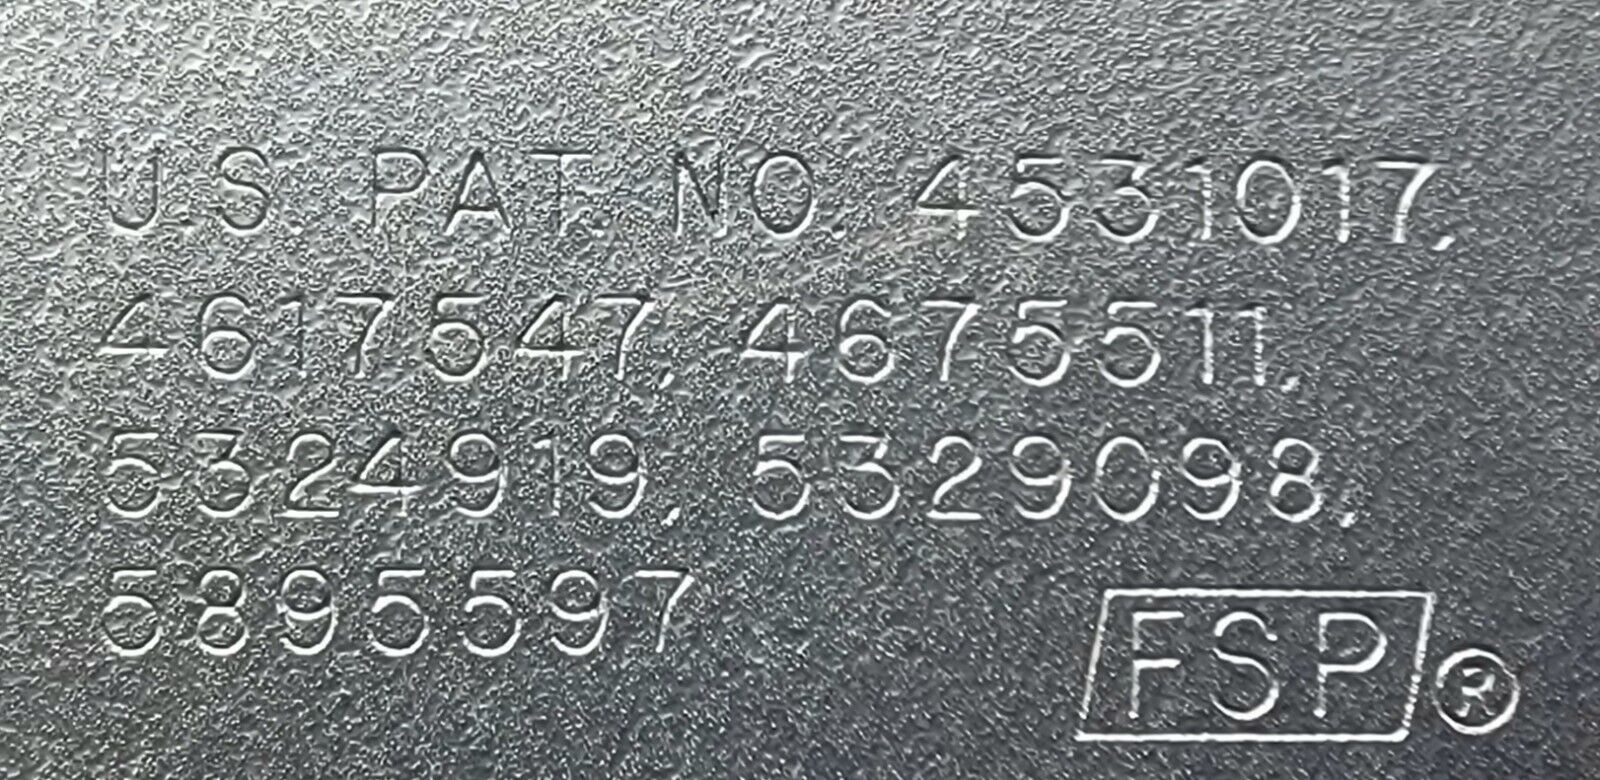 U.S. PAT. NO. 4531017,
4617547, 4675511,
5324919, 5329098,
5895597
FSP®